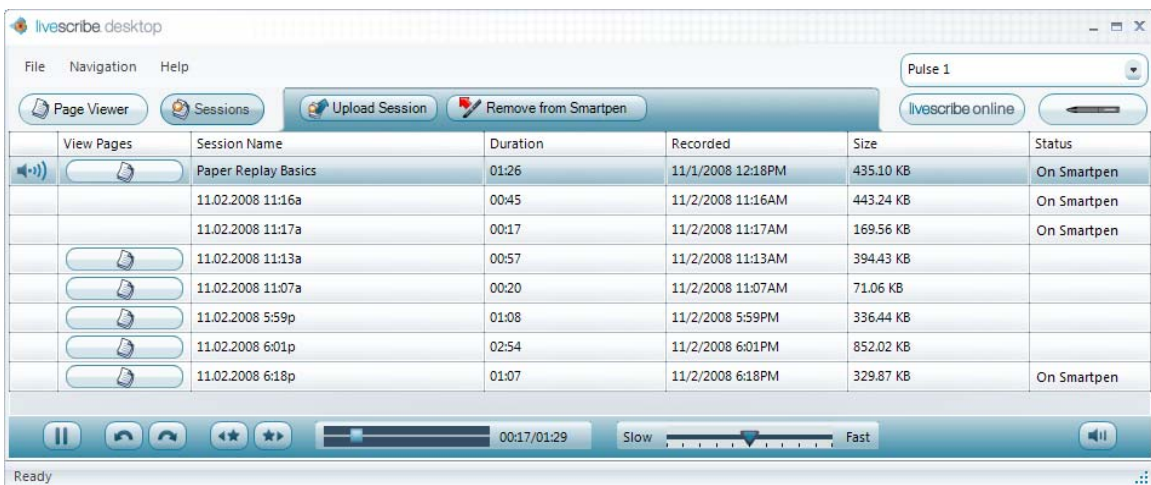 livescribe desktop
File Navigation Help Pulse 1
Page Viewer Sessions Upload Session Remove from Smartpen livescribe online
View Pages Session Name Duration Recorded Size Status
Paper Replay Basics 01:26 11/1/2008 12:18PM 435.10 KB On Smartpen
11.02.2008 11:16a 00:45 11/2/2008 11:16AM 443.24 KB On Smartpen
11.02.2008 11:17a 00:17 11/2/2008 11:17AM 169.56 KB On Smartpen
11.02.2008 11:13a 00:57 11/2/2008 11:13AM 394.43 KB
11.02.2008 11:07a 00:20 11/2/2008 11:07AM 71.06 KB
11.02.2008 5:59p 01:08 11/2/2008 5:59PM 336.44 KB
11.02.2008 6:01p 02:54 11/2/2008 6:01PM 852.02 KB
11.02.2008 6:18p 01:07 11/2/2008 6:18PM 329.87 KB On Smartpen
00:17/01:29 Slow Fast
Ready